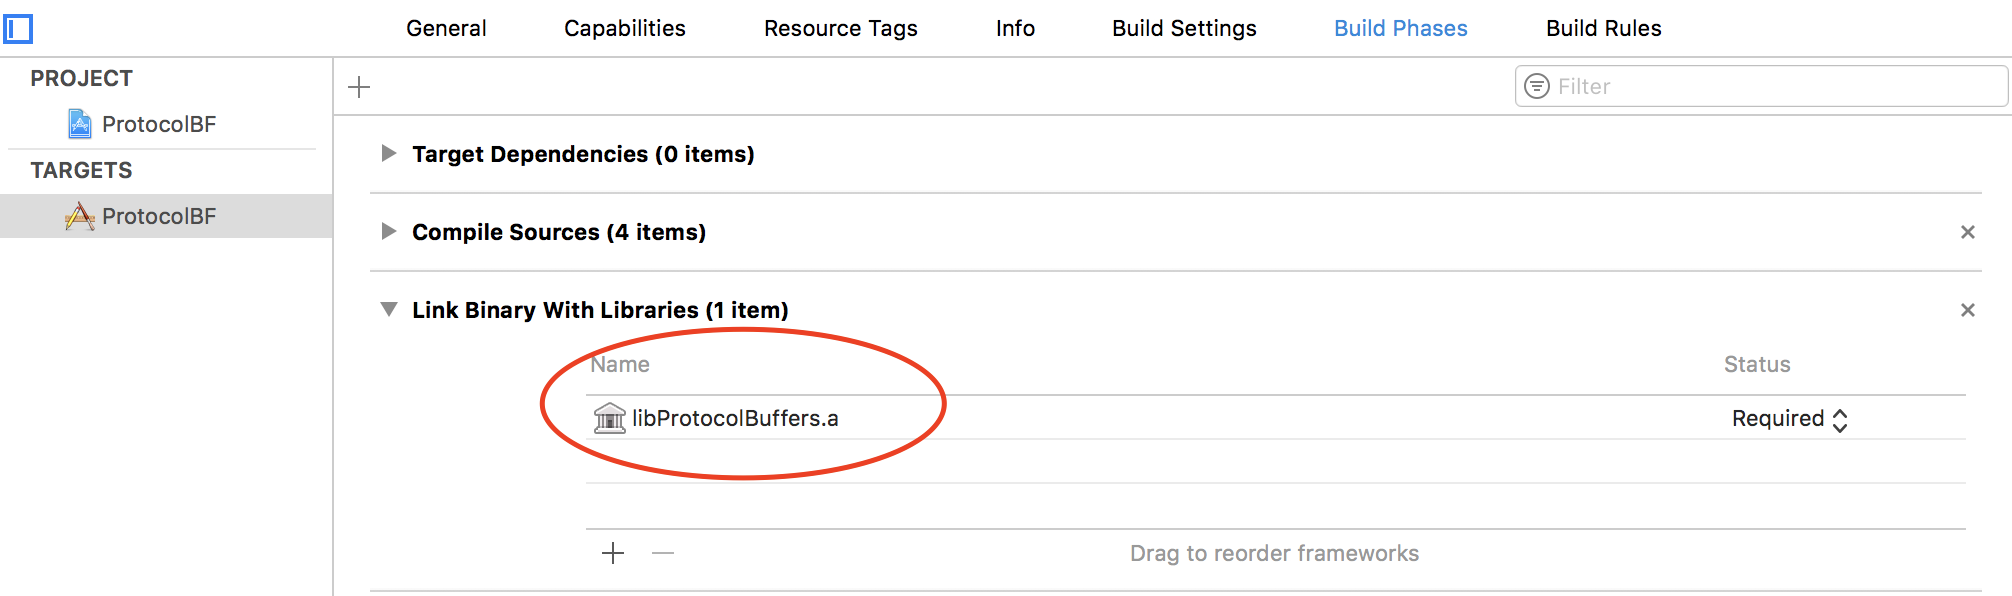 General Capabilities Resource Tags Info Build Settings Build Phases Build Rules
PROJECT
ProtocolBF
TARGETS
ProtocolBF
Filter
Target Dependencies (0 items)
Compile Sources (4 items)
Link Binary With Libraries (1 item)
Name Status
libProtocolBuffers.a Required
Drag to reorder frameworks